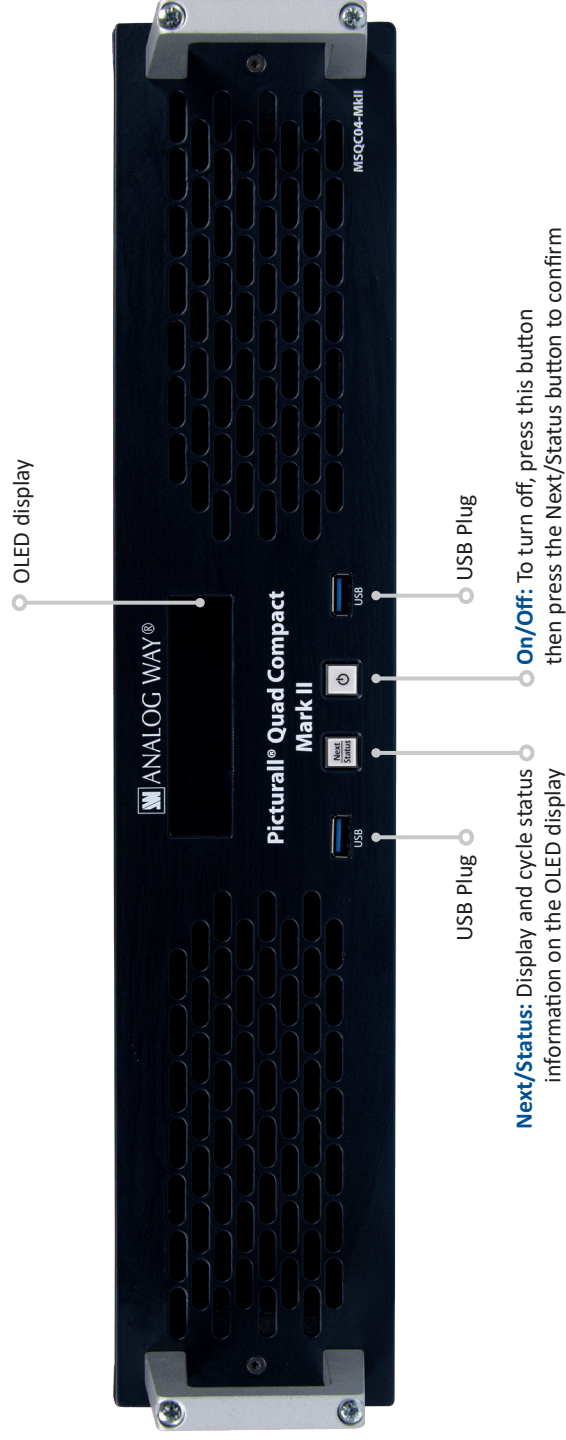 OLED display
ANALOG WAY®
Picturall® Quad Compact
Mark II
MSQC04-MkII
USB
Next
Status
USB
USB Plug
USB Plug
Next/Status: Display and cycle status
information on the OLED display
On/Off: To turn off, press this button
then press the Next/Status button to confirm